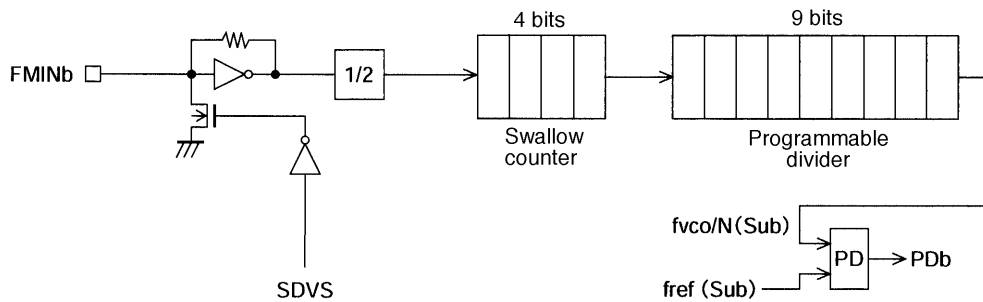 4 bits
9 bits
FMINb
1/2
Swallow
counter
Programmable
divider
fvco/N(Sub)
PD
PDb
fref (Sub)
SDVS